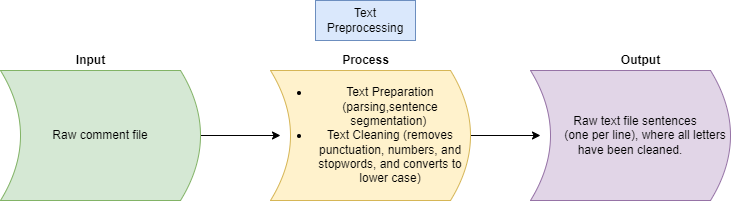 Text
Preprocessing
Input
Process
Output
Raw comment file
• Text Preparation
(parsing,sentence
segmentation)
• Text Cleaning (removes
punctuation, numbers, and
stopwords, and converts to
lower case)
Raw text file sentences
(one per line), where all letters
have been cleaned.